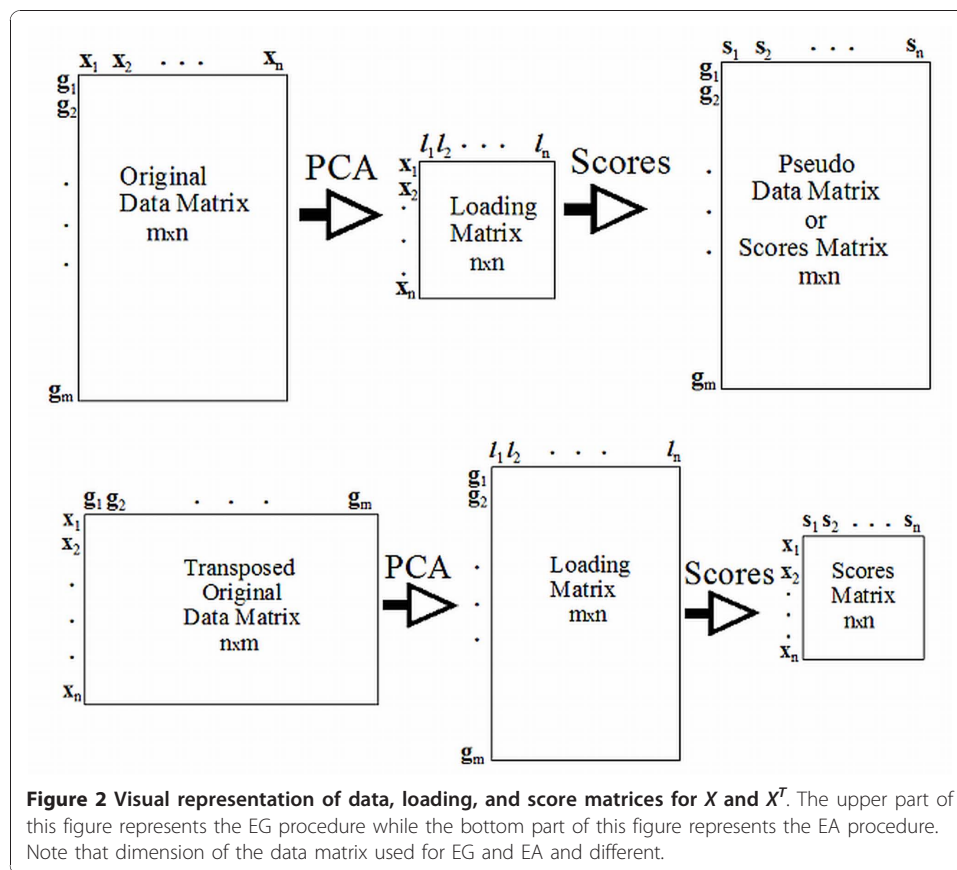 x1 x2 . . . xn
g1
g2
.
.
.
gm
Original
Data Matrix
mxn
PCA
l1 l2 . . . ln
x1
x2
.
.
.
xn
Loading
Matrix
nxn
Scores
s1 s2 . . . sn
g1
g2
.
.
.
gm
Pseudo
Data Matrix
or
Scores Matrix
mxn
g1 g2 . . . gm
x1
x2
.
.
.
xn
Transposed
Original
Data Matrix
nxm
PCA
l1 l2 . . . ln
g1
g2
.
.
.
gm
Loading
Matrix
mxn
Scores
s1 s2 . . . sn
x1
x2
.
.
.
xn
Scores
Matrix
nxn
Figure 2 Visual representation of data, loading, and score matrices for X and X^T. The upper part of
this figure represents the EG procedure while the bottom part of this figure represents the EA procedure.
Note that dimension of the data matrix used for EG and EA and different.